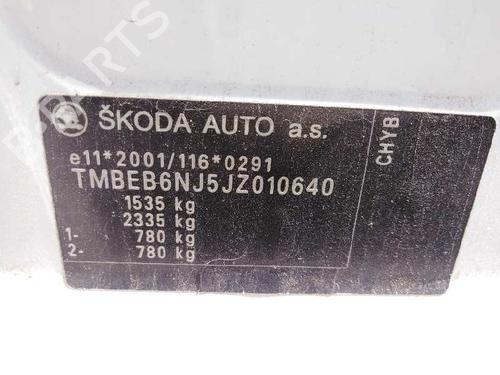 ŠKODA AUTO a.s.
e11*2001/116*0291
TMBEB6NJ5JZ010640
1535 kg
2335 kg
1- 780 kg
2- 780 kg
CHYB